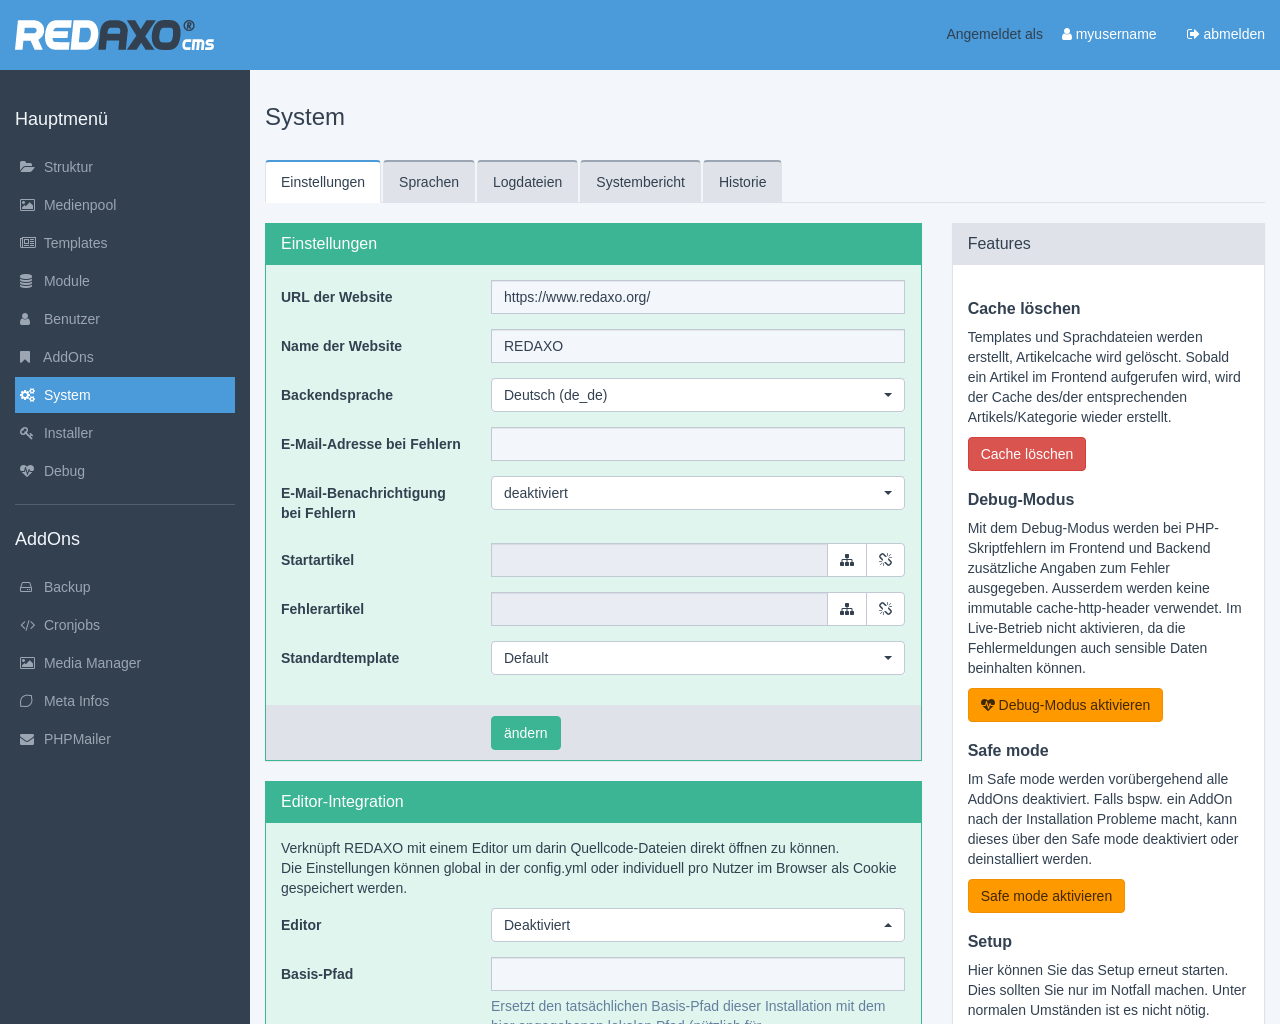 REDAXO® cms
Angemeldet als myusername abmelden
Hauptmenü
Struktur
Medienpool
Templates
Module
Benutzer
AddOns
System
Installer
Debug
AddOns
Backup
Cronjobs
Media Manager
Meta Infos
PHPMailer
System
Einstellungen Sprachen Logdateien Systembericht Historie
Einstellungen
URL der Website https://www.redaxo.org/
Name der Website REDAXO
Backendsprache Deutsch (de_de)
E-Mail-Adresse bei Fehlern
E-Mail-Benachrichtigung deaktiviert
bei Fehlern
Startartikel
Fehlerartikel
Standardtemplate Default
ändern
Editor-Integration
Verknüpft REDAXO mit einem Editor um darin Quellcode-Dateien direkt öffnen zu können.
Die Einstellungen können global in der config.yml oder individuell pro Nutzer im Browser als Cookie
gespeichert werden.
Editor Deaktiviert
Basis-Pfad
Ersetzt den tatsächlichen Basis-Pfad dieser Installation mit dem
hier angegebenen lokalen Pfad (nützlich für
Features
Cache löschen
Templates und Sprachdateien werden
erstellt, Artikelcache wird gelöscht. Sobald
ein Artikel im Frontend aufgerufen wird, wird
der Cache des/der entsprechenden
Artikels/Kategorie wieder erstellt.
Cache löschen
Debug-Modus
Mit dem Debug-Modus werden bei PHP-
Skriptfehlern im Frontend und Backend
zusätzliche Angaben zum Fehler
ausgegeben. Ausserdem werden keine
immutable cache-http-header verwendet. Im
Live-Betrieb nicht aktivieren, da die
Fehlermeldungen auch sensible Daten
beinhalten können.
Debug-Modus aktivieren
Safe mode
Im Safe mode werden vorübergehend alle
AddOns deaktiviert. Falls bspw. ein AddOn
nach der Installation Probleme macht, kann
dieses über den Safe mode deaktiviert oder
deinstalliert werden.
Safe mode aktivieren
Setup
Hier können Sie das Setup erneut starten.
Dies sollten Sie nur im Notfall machen. Unter
normalen Umständen ist es nicht nötig.